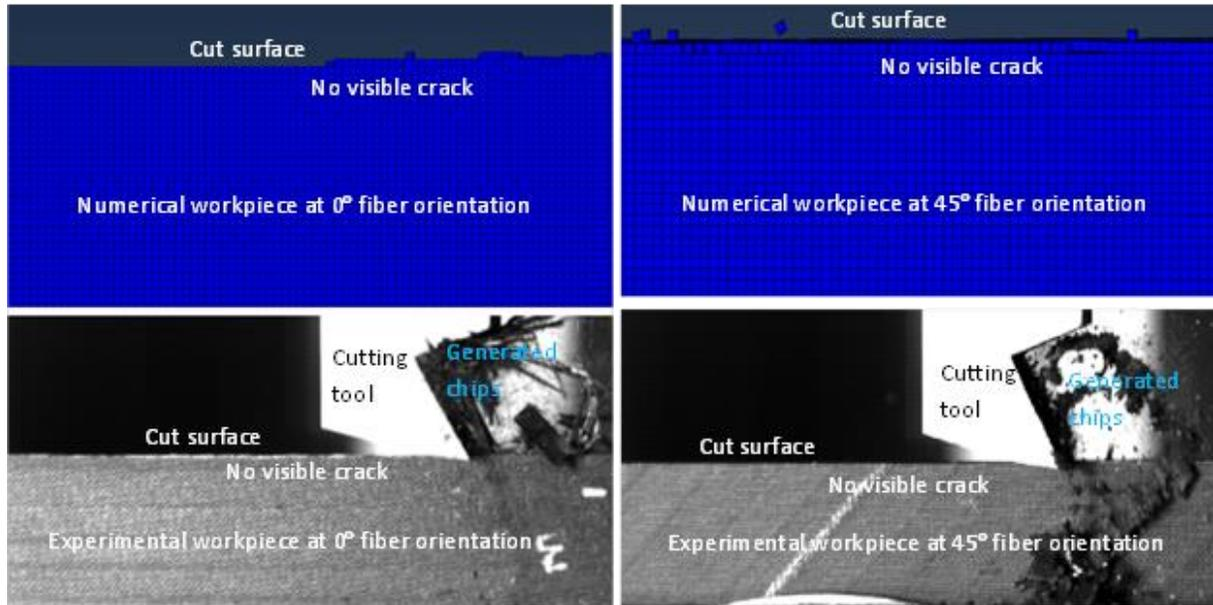 Cut surface
No visible crack
Numerical workpiece at 0° fiber orientation
Cut surface
No visible crack
Numerical workpiece at 45° fiber orientation
Cutting
tool
Generated
chips
Cut surface
No visible crack
Experimental workpiece at 0° fiber orientation
Cutting
tool
Generated
chips
Cut surface
No visible crack
Experimental workpiece at 45° fiber orientation